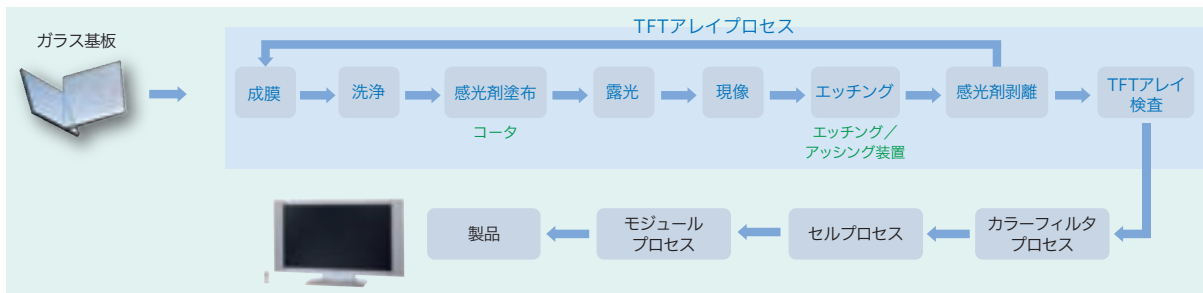 TFTアレイプロセス
ガラス基板
成膜
洗浄
感光剤塗布
露光
現像
エッチング
感光剤剥離
TFTアレイ
検査
コータ
エッチング／
アッシング装置
製品
モジュール
プロセス
セルプロセス
カラーフィルタ
プロセス